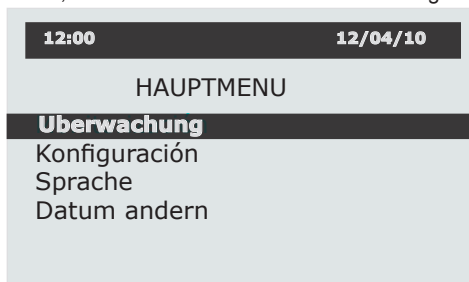 12:00 12/04/10
HAUPTMENU
Uberwachung
Konfiguración
Sprache
Datum andern